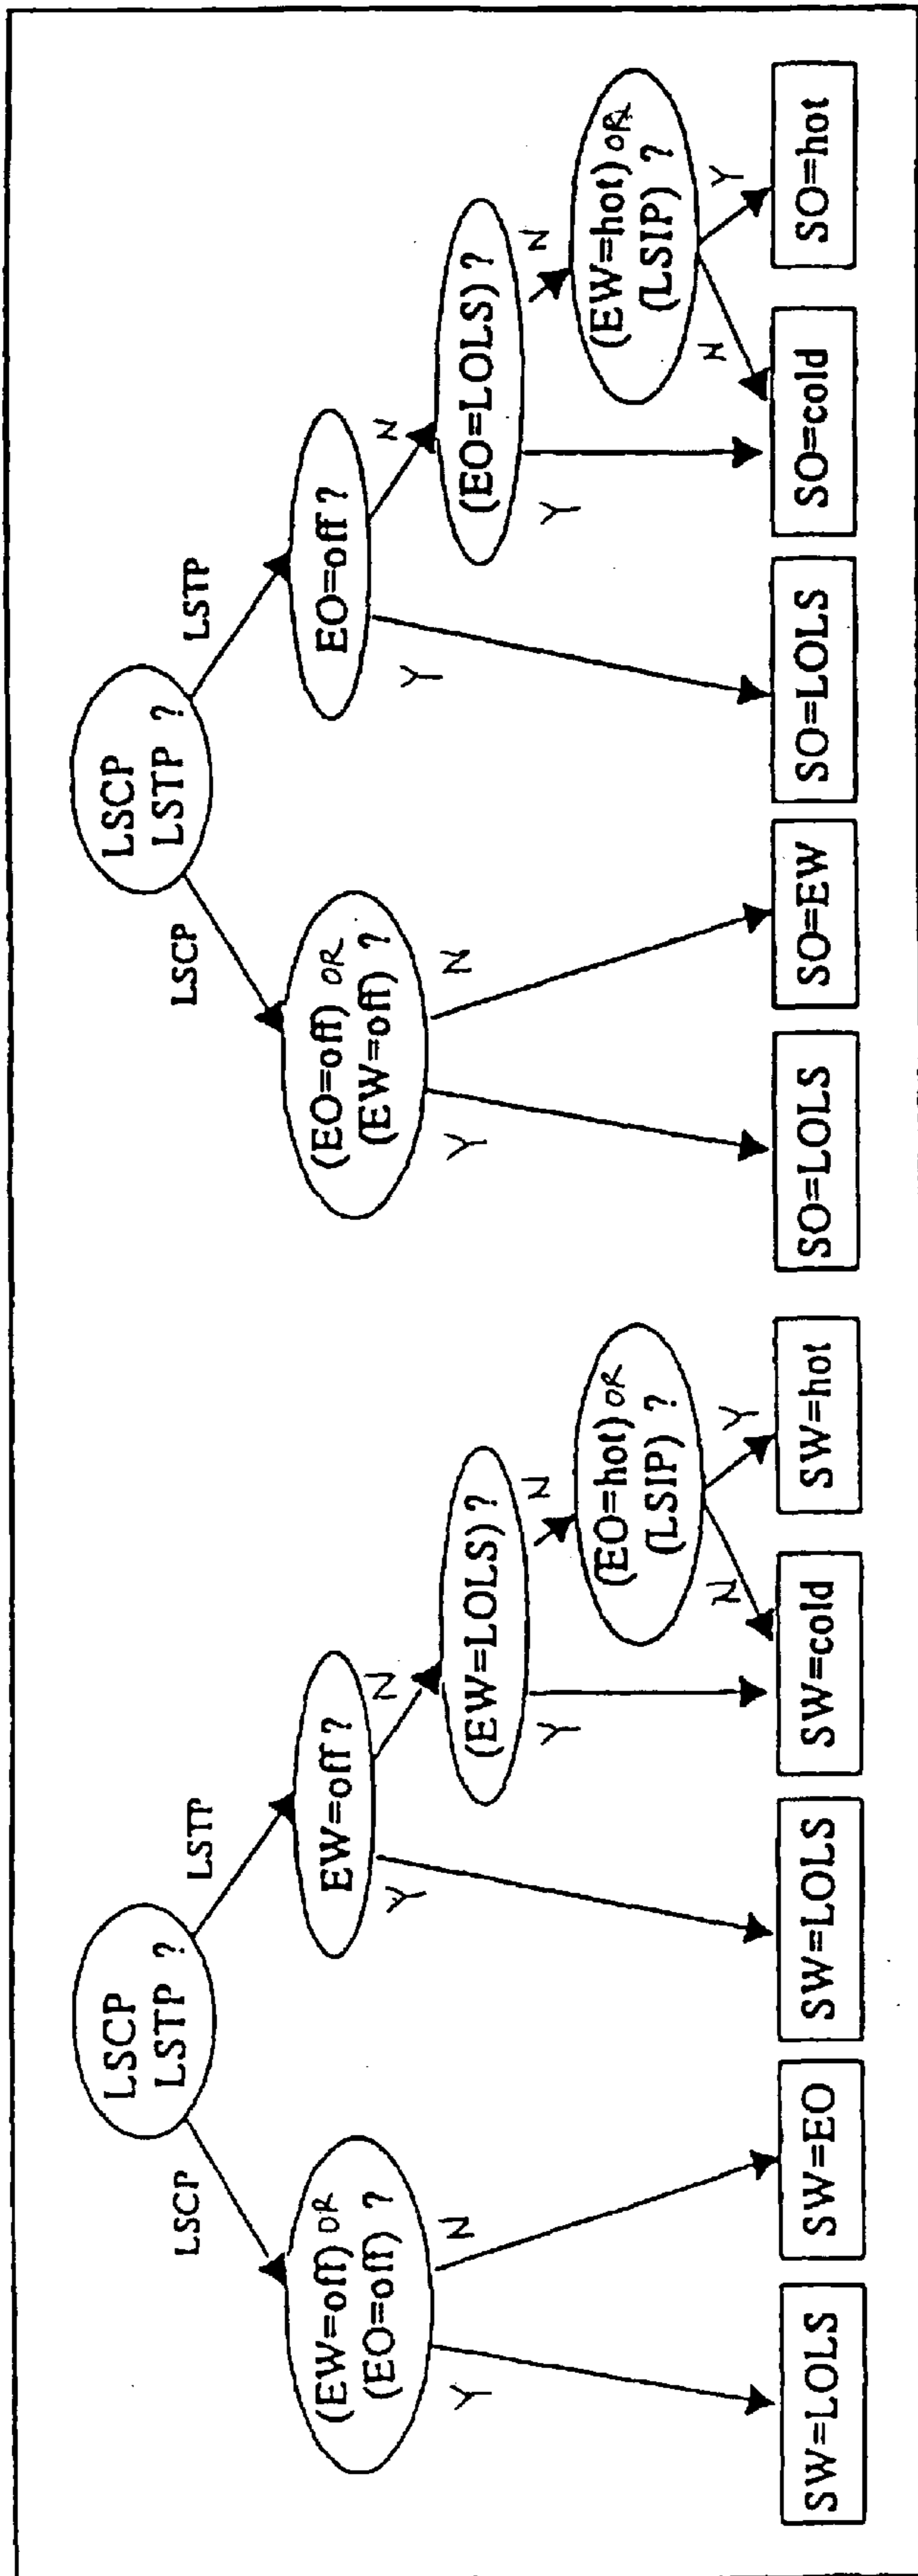 LSCP
LSTP ?
LSCP
LSTP
(EW=off) OR
(EO=off) ?
Y
N
EW=off ?
Y
N
(EW=LOLS) ?
Y
N
(EO=hot) OR
(LSIP) ?
N
Y
SW=LOLS
SW=EO
SW=LOLS
SW=cold
SW=hot
LSCP
LSTP ?
LSCP
LSTP
(EO=off) OR
(EW=off) ?
Y
N
EO=off ?
Y
N
(EO=LOLS) ?
Y
N
(EW=hot) OR
(LSIP) ?
N
Y
SO=LOLS
SO=EW
SO=LOLS
SO=cold
SO=hot